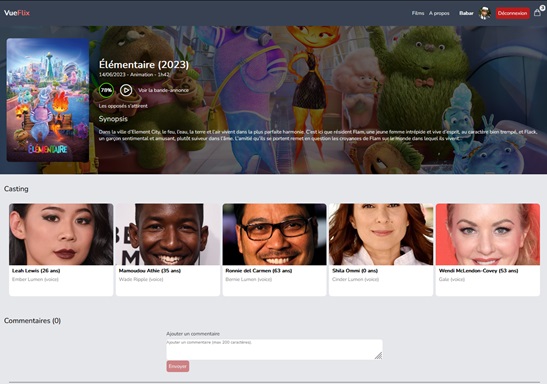 VueFlix
Films
A propos
Babar
Déconnexion
3
Élémentaire (2023)
14/06/2023 - Animation - 1h42
78%
Voir la bande-annonce
Les opposés s'attirent
Synopsis
Dans la ville d'Element City, le feu, l'eau, la terre et l'air vivent dans la plus parfaite harmonie. C'est ici que résident Flam, une jeune femme intrépide et vive d'esprit, au caractère bien trempé, et Flack,
un garçon sentimental et amusant, plutôt suiveur dans l'âme. L'amitié qu'ils se portent remet en question les croyances de Flam sur le monde dans lequel ils vivent.
ÉLÉMENTAIRE
Casting
Leah Lewis (26 ans)
Ember Lumen (voice)
Mamoudou Athie (35 ans)
Wade Ripple (voice)
Ronnie del Carmen (63 ans)
Bernie Lumen (voice)
Shila Ommi (0 ans)
Cinder Lumen (voice)
Wendi McLendon-Covey (53 ans)
Gale (voice)
Commentaires (0)
Ajouter un commentaire
Ajouter un commentaire (max 200 caractères)
Envoyer